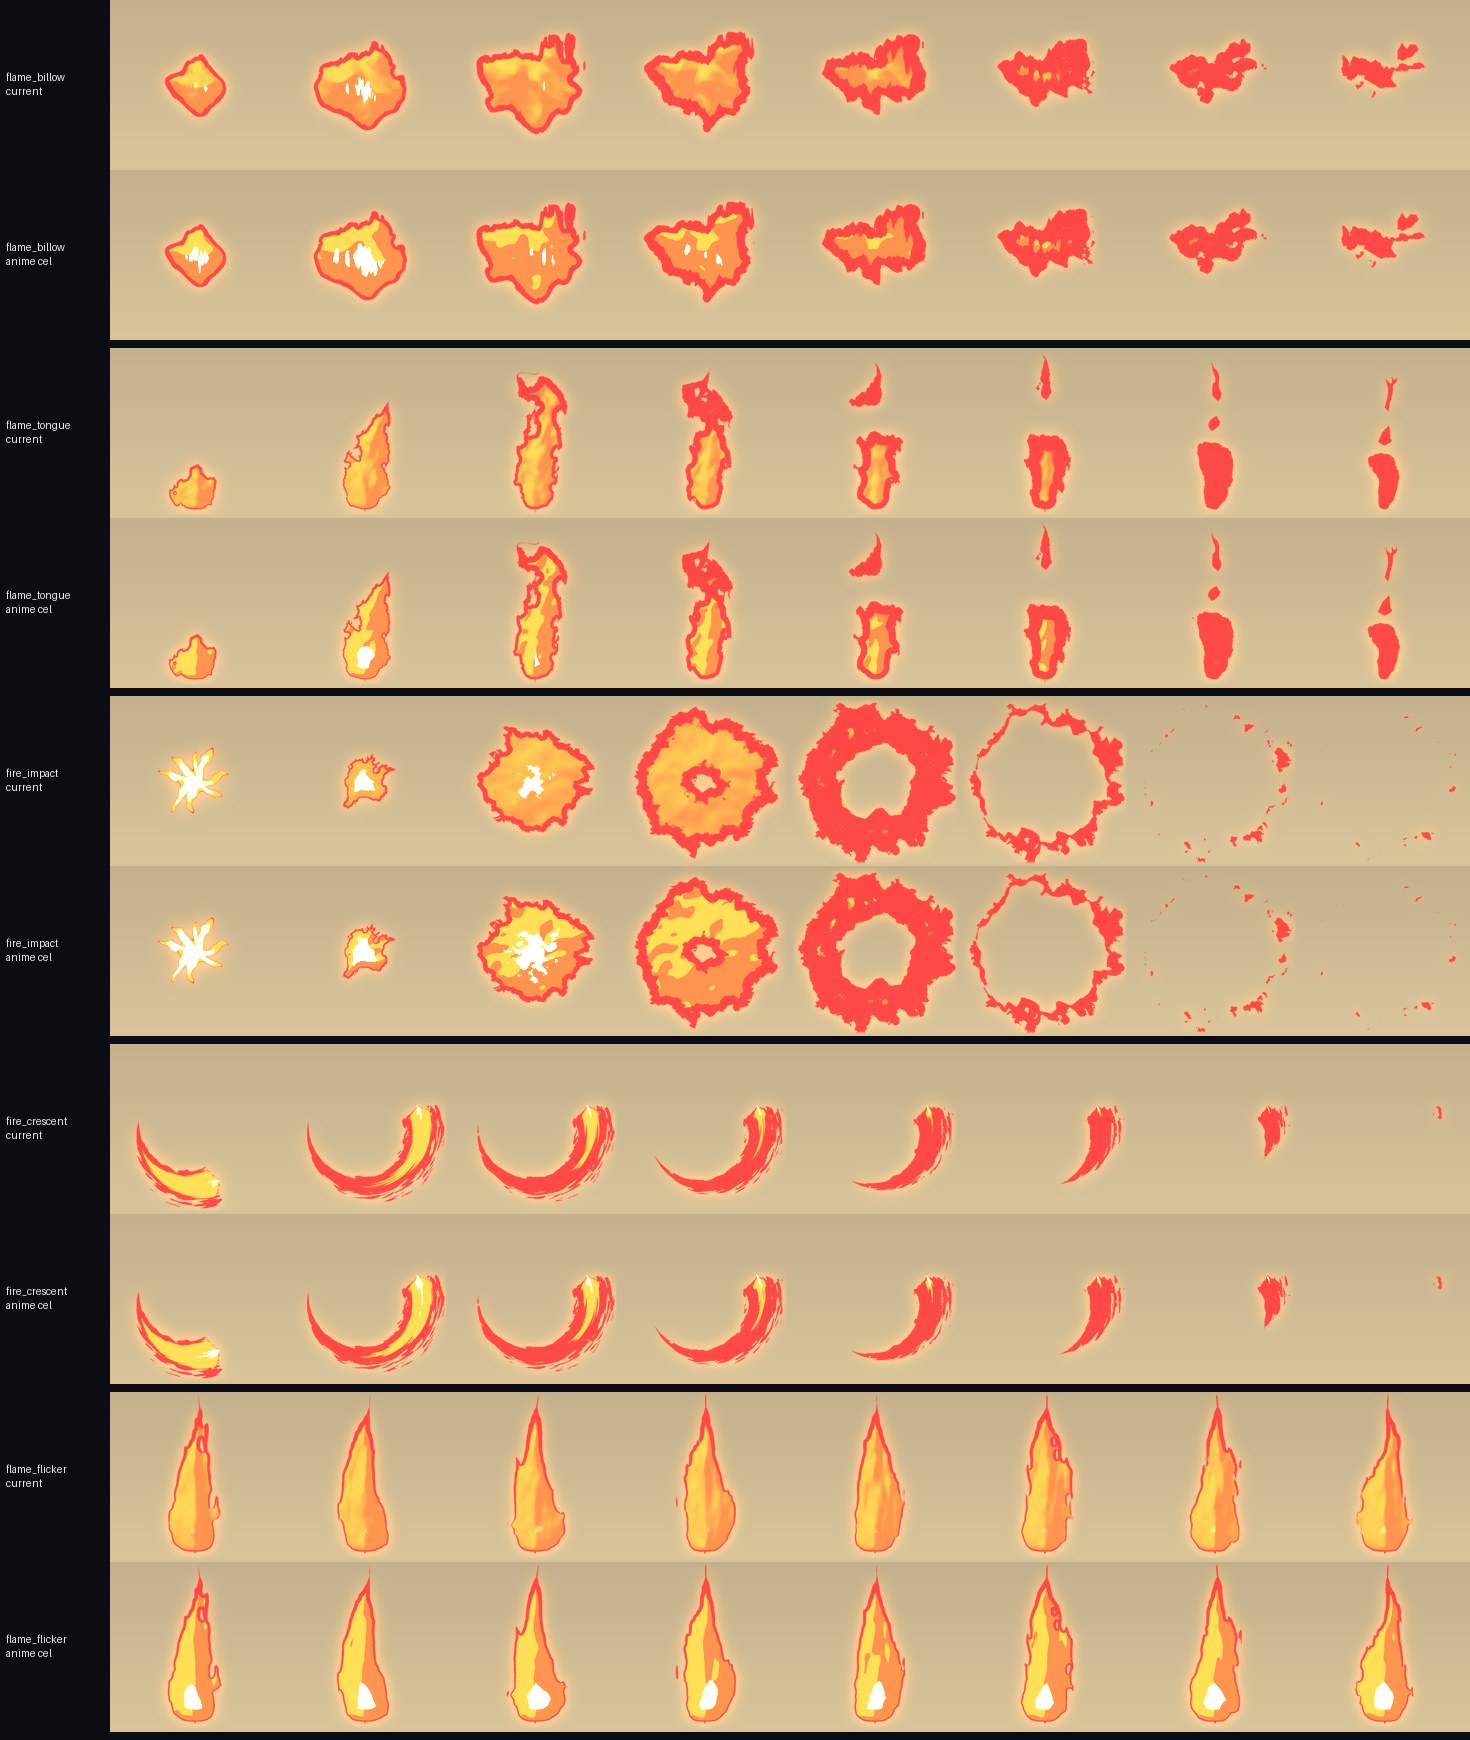 flame_billow
current
flame_billow
anime cel
flame_tongue
current
flame_tongue
anime cel
fire_impact
current
fire_impact
anime cel
fire_crescent
current
fire_crescent
anime cel
flame_flicker
current
flame_flicker
anime cel